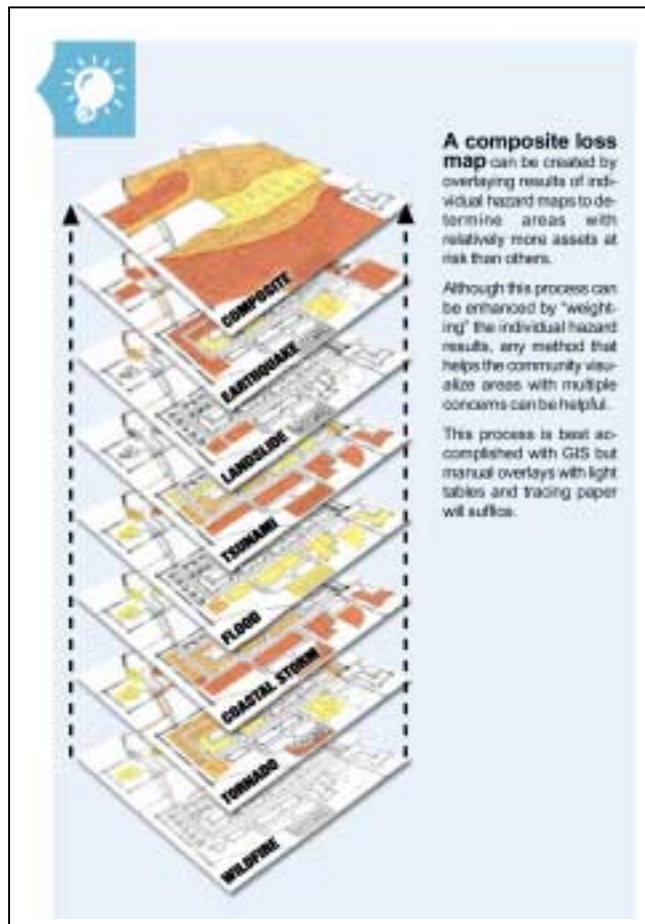 A composite loss
map can be created by
overlaying results of indi-
vidual hazard maps to de-
termine areas with
relatively more assets at
risk than others.
Although this process can
be enhanced by "weight-
ing" the individual hazard
results, any method that
helps the community visu-
alize areas with multiple
concerns can be helpful.
This process is best ac-
complished with GIS but
manual overlays with light
tables and tracing paper
will suffice.
COMPOSITE
EARTHQUAKE
LANDSLIDE
TSUNAMI
FLOOD
COASTAL STORM
TORNADO
WILDFIRE